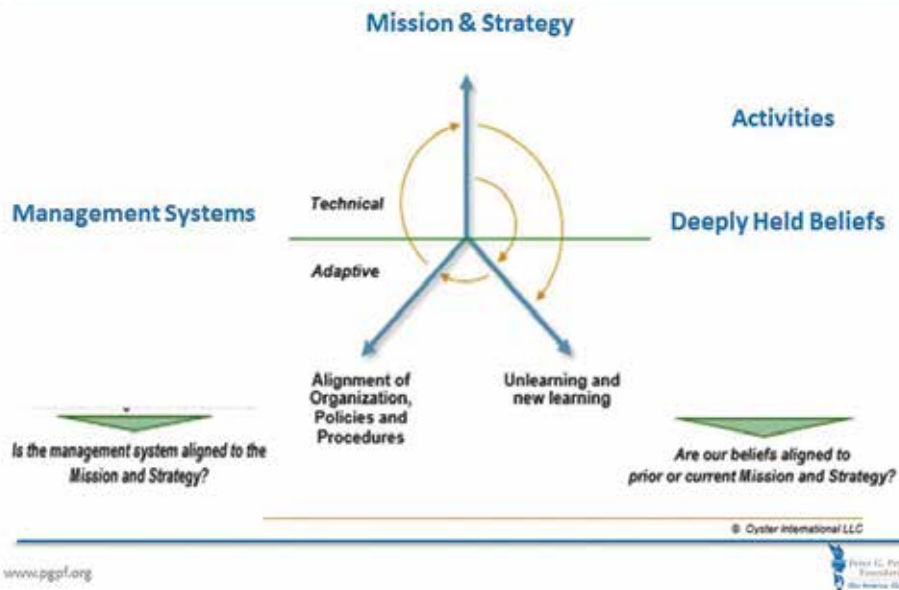 Mission & Strategy
Activities
Management Systems
Technical
Deeply Held Beliefs
Adaptive
Alignment of
Organization,
Policies and
Procedures
Unlearning and
new learning
Is the management system aligned to the
Mission and Strategy?
Are our beliefs aligned to
prior or current Mission and Strategy?
© Oyster International LLC
www.pgpf.org
Peter G.